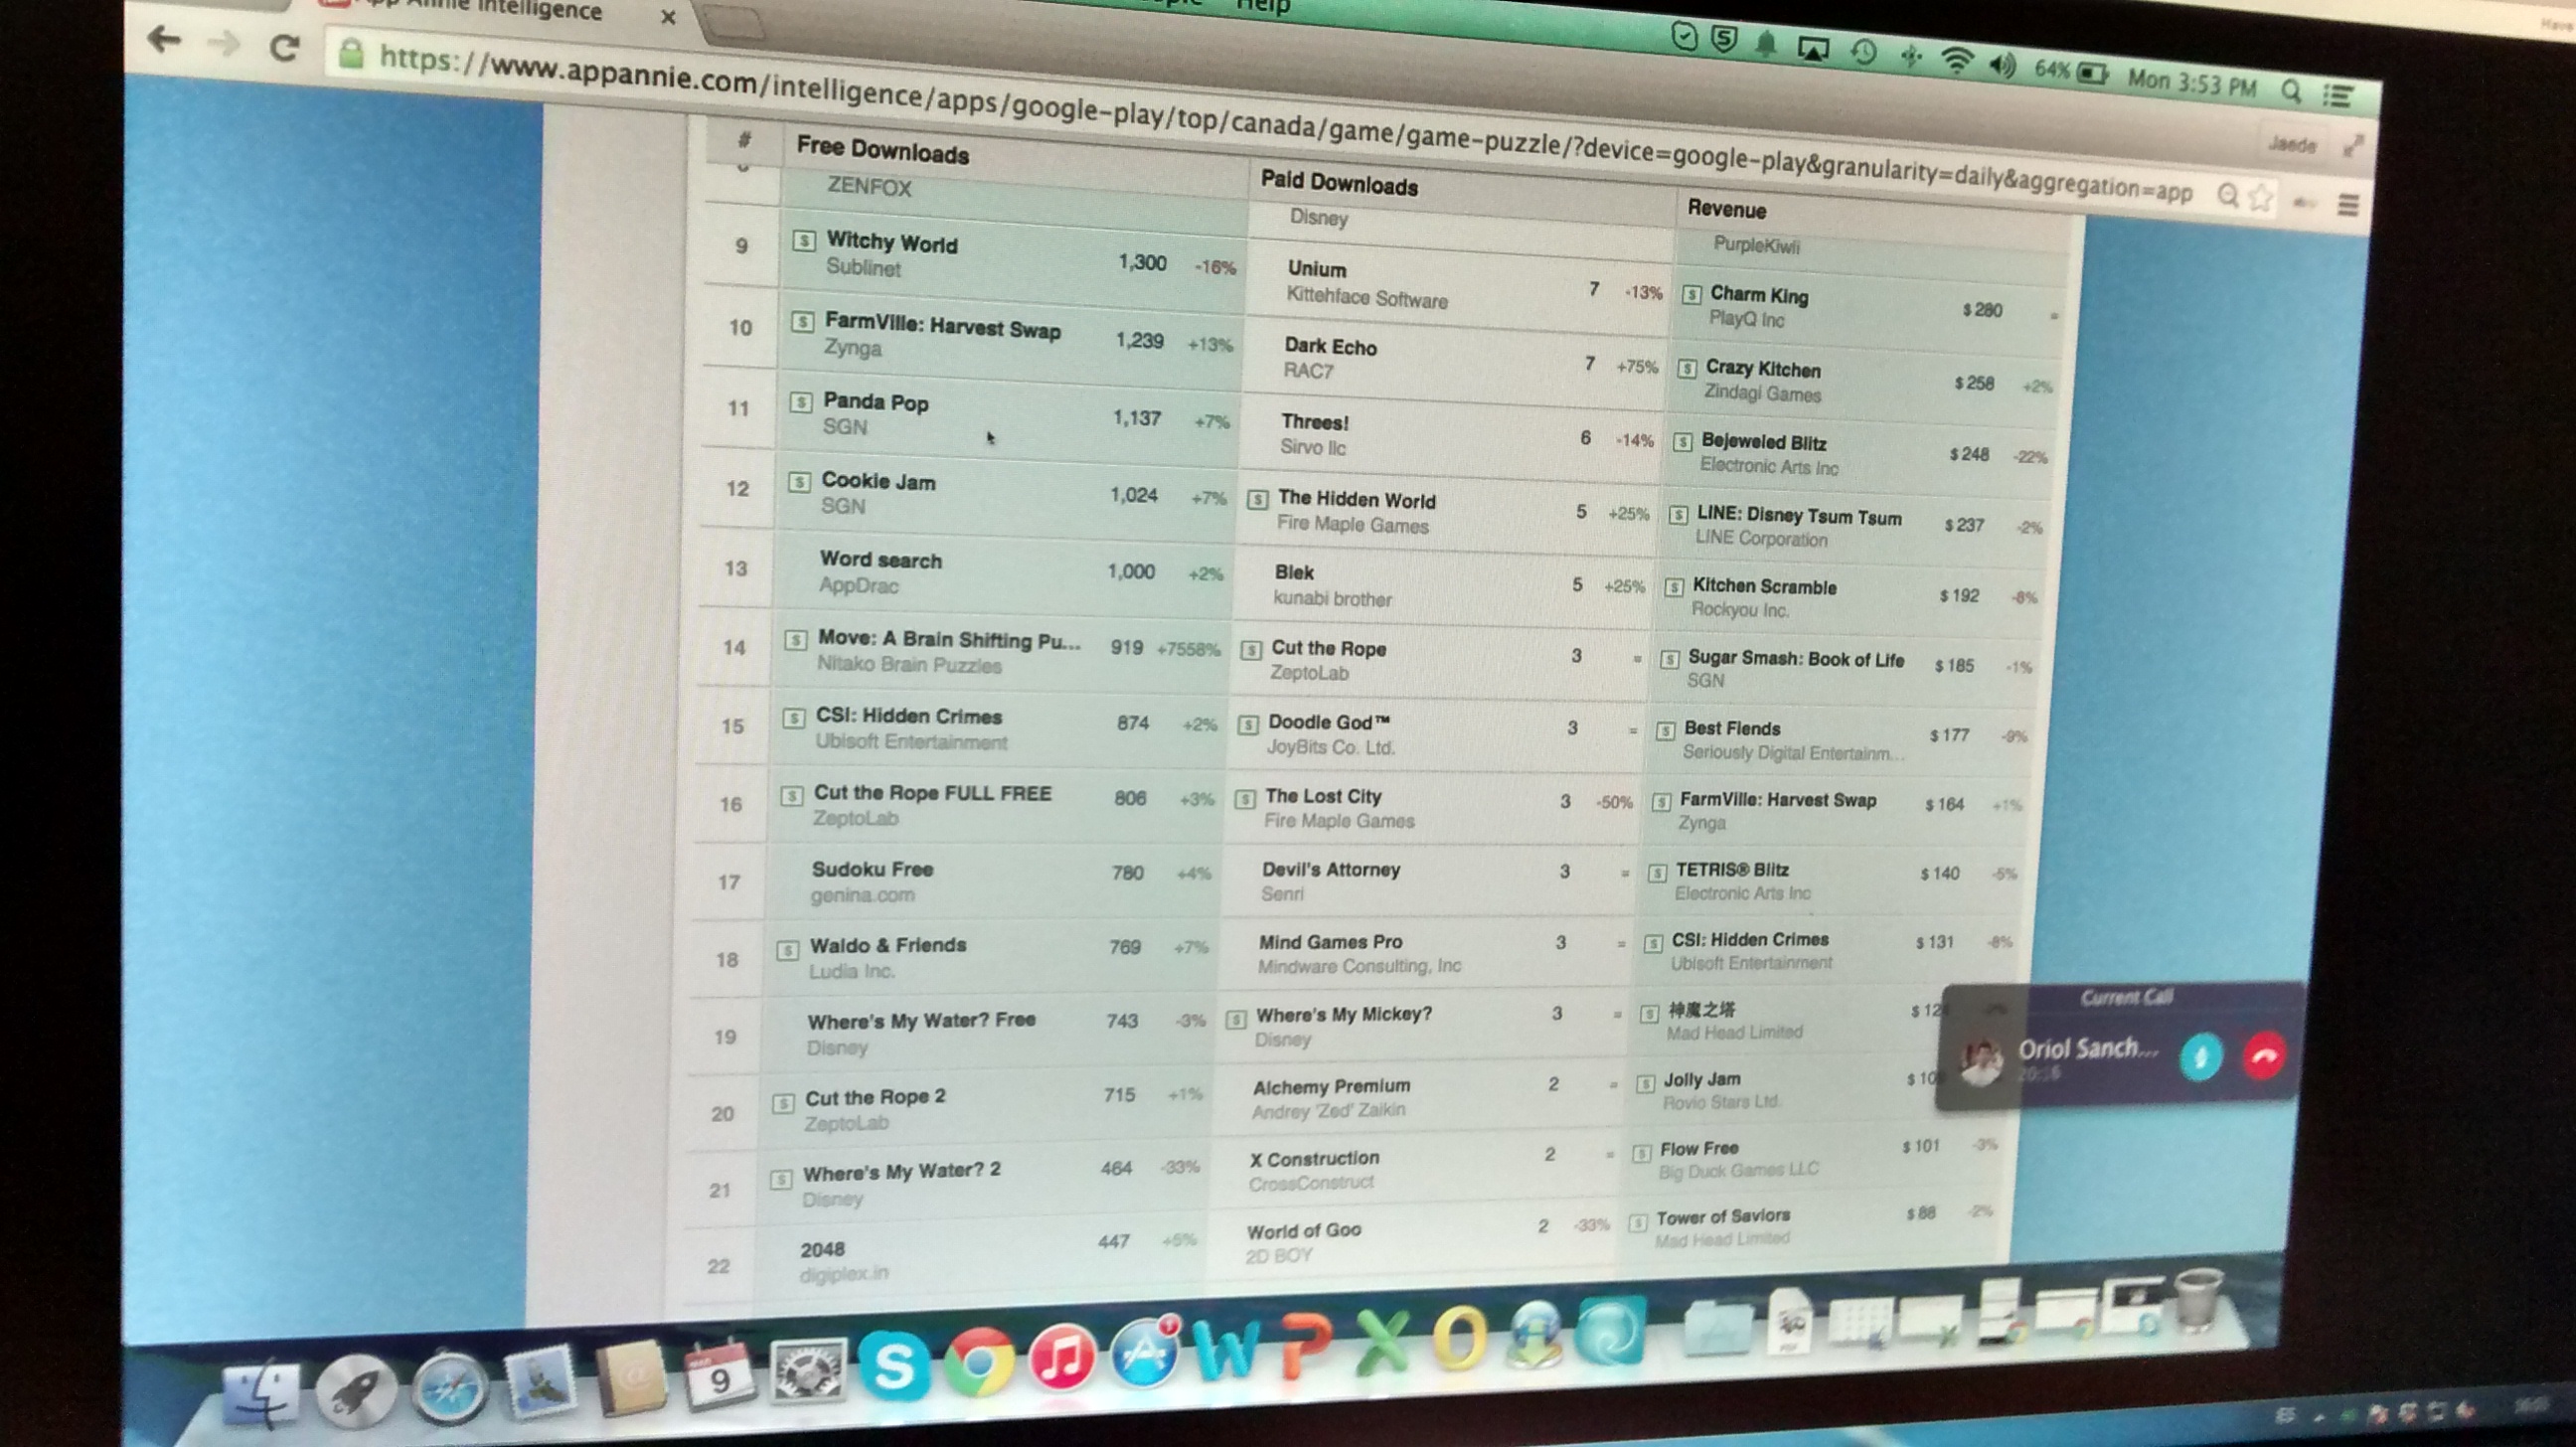 Help
Intelligence
64% Mon 3:53 PM
https://www.appannie.com/intelligence/apps/google-play/top/canada/game/game-puzzle/?device=google-play&granularity=daily&aggregation=app
Jaede
# Free Downloads Paid Downloads Revenue
ZENFOX Disney PurpleKiwii
9 Witchy World 1,300 -16% Unium 7 -13% Charm King $ 280 =
Sublinet Kittehface Software PlayQ Inc
10 FarmVille: Harvest Swap 1,239 +13% Dark Echo 7 +75% Crazy Kitchen $ 258 +2%
Zynga RAC7 Zindagi Games
11 Panda Pop 1,137 +7% Threes! 6 -14% Bejeweled Blitz $ 248 -22%
SGN Sirvo llc Electronic Arts Inc
12 Cookie Jam 1,024 +7% The Hidden World 5 +25% LINE: Disney Tsum Tsum $ 237 -2%
SGN Fire Maple Games LINE Corporation
13 Word search 1,000 +2% Blek 5 +25% Kitchen Scramble $ 192 -8%
AppDrac kunabi brother Rockyou Inc.
14 Move: A Brain Shifting Pu... 919 +7558% Cut the Rope 3 = Sugar Smash: Book of Life $ 185 -1%
Nitako Brain Puzzles ZeptoLab SGN
15 CSI: Hidden Crimes 874 +2% Doodle God™ 3 = Best Fiends $ 177 -9%
Ubisoft Entertainment JoyBits Co. Ltd. Seriously Digital Entertainm...
16 Cut the Rope FULL FREE 806 +3% The Lost City 3 -50% FarmVille: Harvest Swap $ 164 +1%
ZeptoLab Fire Maple Games Zynga
17 Sudoku Free 780 +4% Devil's Attorney 3 = TETRIS® Blitz $ 140 -5%
genina.com Senri Electronic Arts Inc
18 Waldo & Friends 769 +7% Mind Games Pro 3 = CSI: Hidden Crimes $ 131 -8%
Ludia Inc. Mindware Consulting, Inc Ubisoft Entertainment
19 Where's My Water? Free 743 -3% Where's My Mickey? 3 = 神魔之塔 $ 12
Disney Disney Mad Head Limited
20 Cut the Rope 2 715 +1% Alchemy Premium 2 = Jolly Jam $ 10
ZeptoLab Andrey 'Zed' Zaikin Rovio Stars Ltd.
21 Where's My Water? 2 464 -33% X Construction 2 = Flow Free $ 101 -3%
Disney CrossConstruct Big Duck Games LLC
22 2048 447 +5% World of Goo 2 -33% Tower of Saviors $ 88 -2%
digiplex.in 2D BOY Mad Head Limited
Current Call
Oriol Sanch...
9